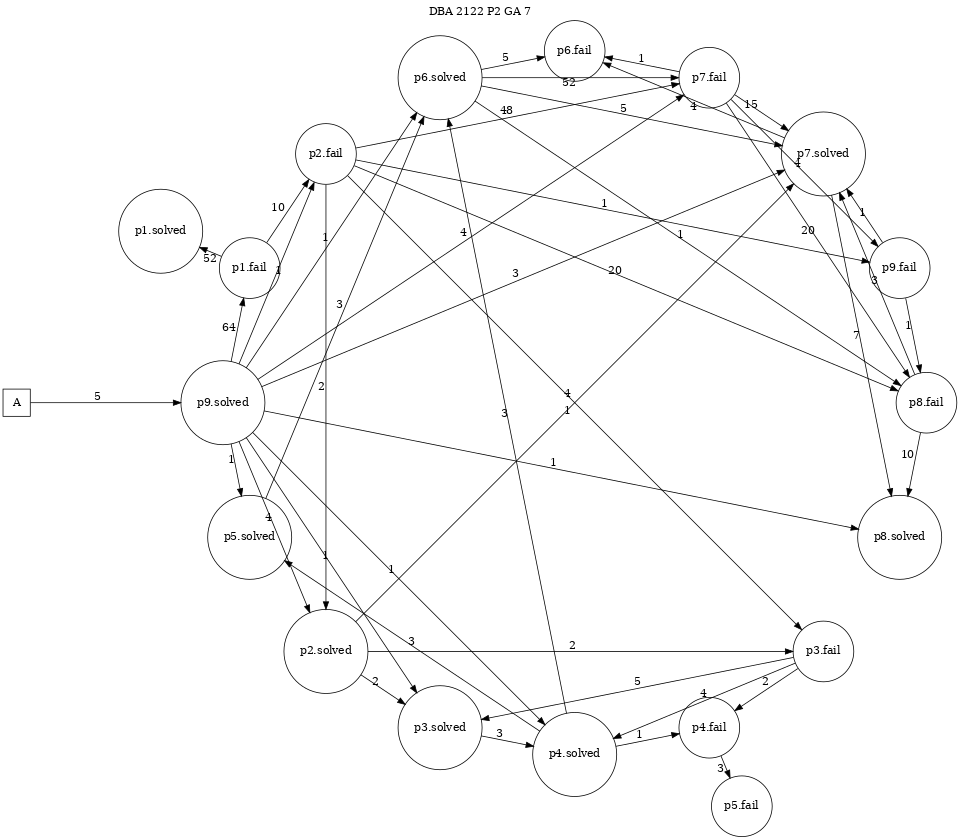 DBA 2122 P2 GA 7
p6.fail
5
1
p6.solved
52
p7.fail
15
48
5
4
p2.fail
p7.solved
4
10
1
1
p1.solved
1
4
20
52
p1.fail
1
3
20
p9.fail
3
3
64
1
7
2
4
A
5
p9.solved
1
3
p8.fail
1
1
10
4
p5.solved
p8.solved
1
1
3
2
p2.solved
2
p3.fail
2
5
4
2
p3.solved
3
p4.solved
1
p4.fail
3
p5.fail